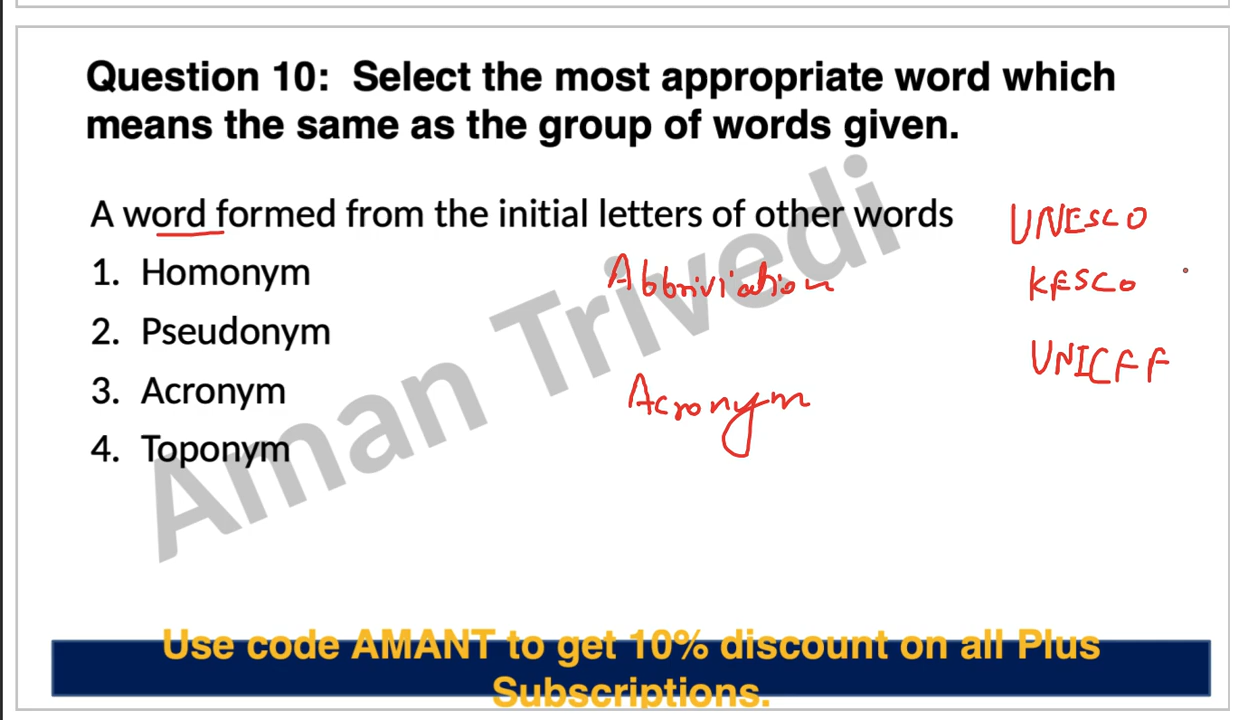 Question 10: Select the most appropriate word which
means the same as the group of words given.
A word formed from the initial letters of other words
UNESCO
1. Homonym
Abbriviation
KESCO
2. Pseudonym
UNICEF
3. Acronym
Acronym
4. Toponym
Aman Trivedi
Use code AMANT to get 10% discount on all Plus
Subscriptions.